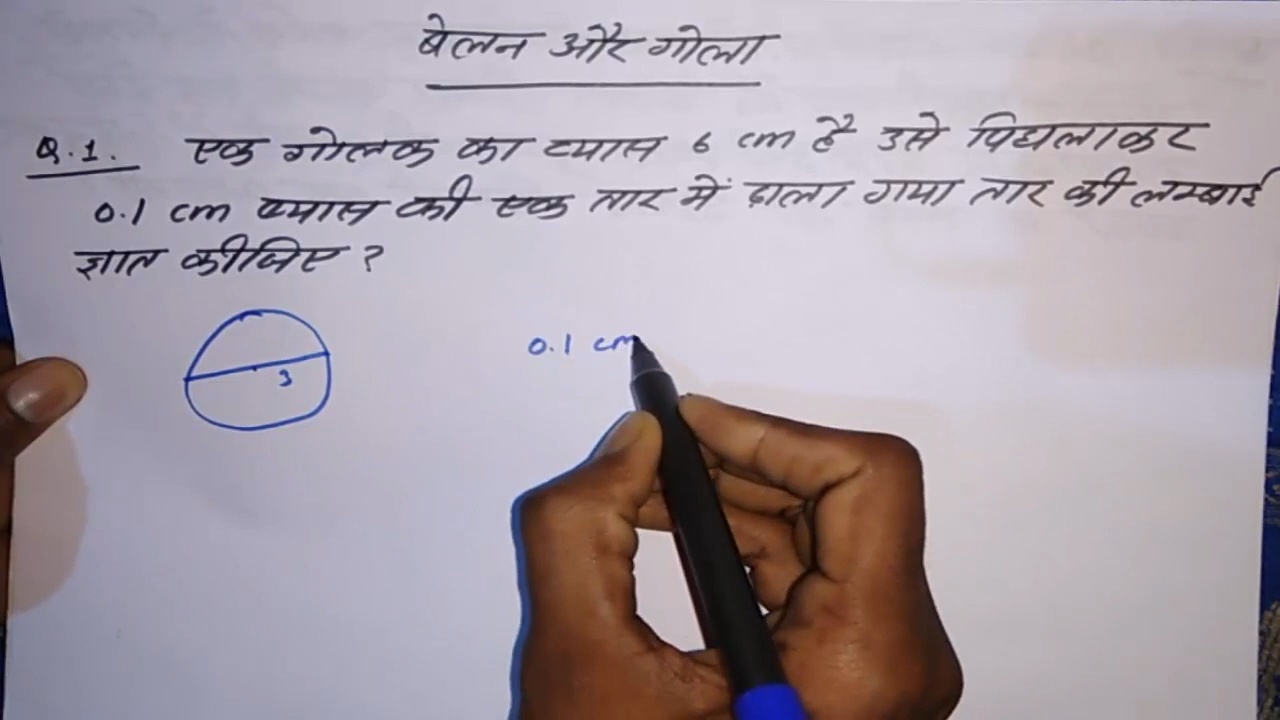 बेलन और गोला
Q.1. एक गोलक का व्यास 6 cm है उसे पिघलाकर
0.1 cm व्यास की एक तार में ढाला गया तार की लम्बाई
ज्ञात कीजिए ?
3
0.1 cm